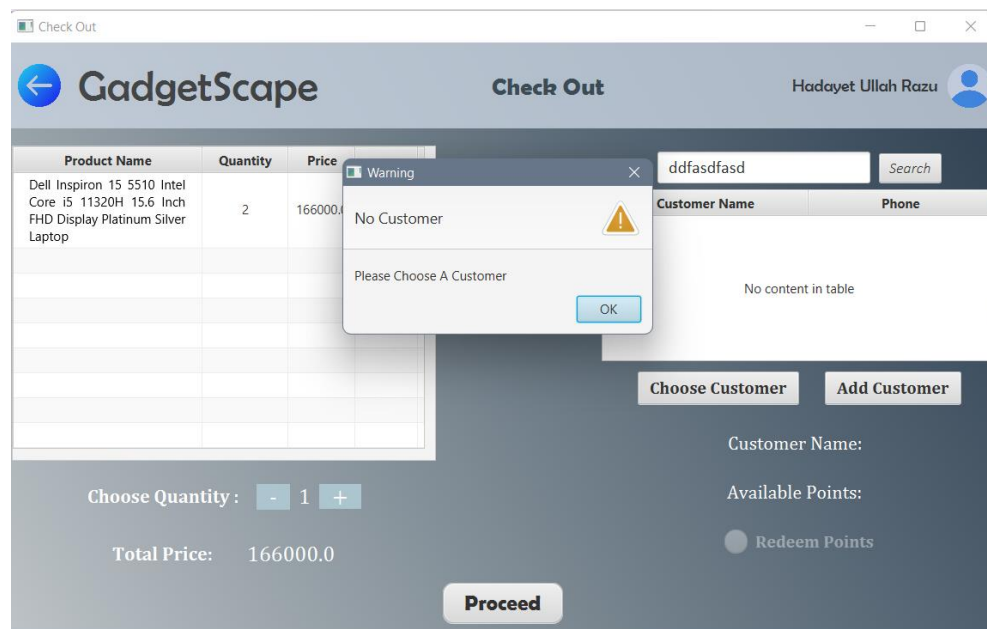 Check Out
GadgetScape
Check Out
Hadayet Ullah Razu
Product Name Quantity Price
Dell Inspiron 15 5510 Intel
Core i5 11320H 15.6 Inch
FHD Display Platinum Silver
Laptop
2
166000.
Warning
No Customer
Please Choose A Customer
OK
ddfasdfasd
Search
Customer Name Phone
No content in table
Choose Customer
Add Customer
Customer Name:
Available Points:
Redeem Points
Choose Quantity : - 1 +
Total Price: 166000.0
Proceed